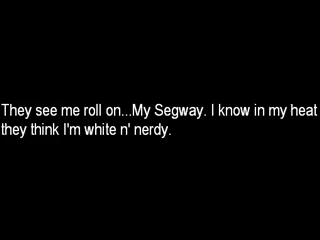 They see me roll on...My Segway. I know in my heat
they think I'm white n' nerdy.